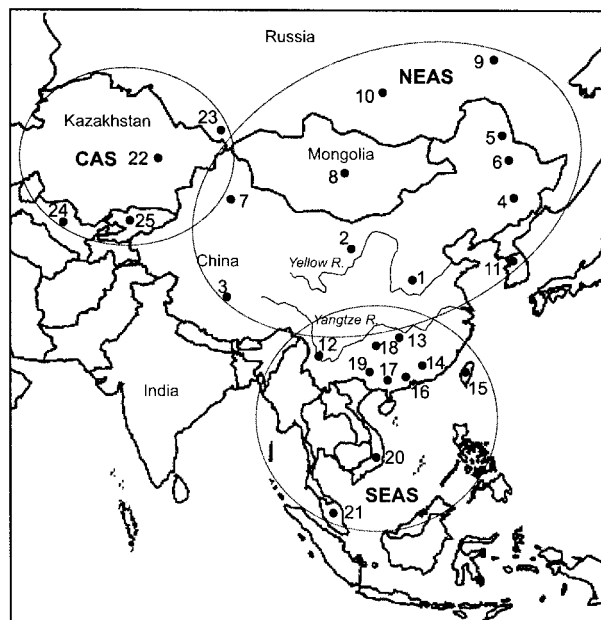 Russia
9
NEAS
10
23
Kazakhstan
5
CAS
22
Mongolia
6
8
7
4
24
25
2
11
Yellow R.
China
1
3
Yangtze R.
12
13
18
14
19
17
15
16
India
20
SEAS
21